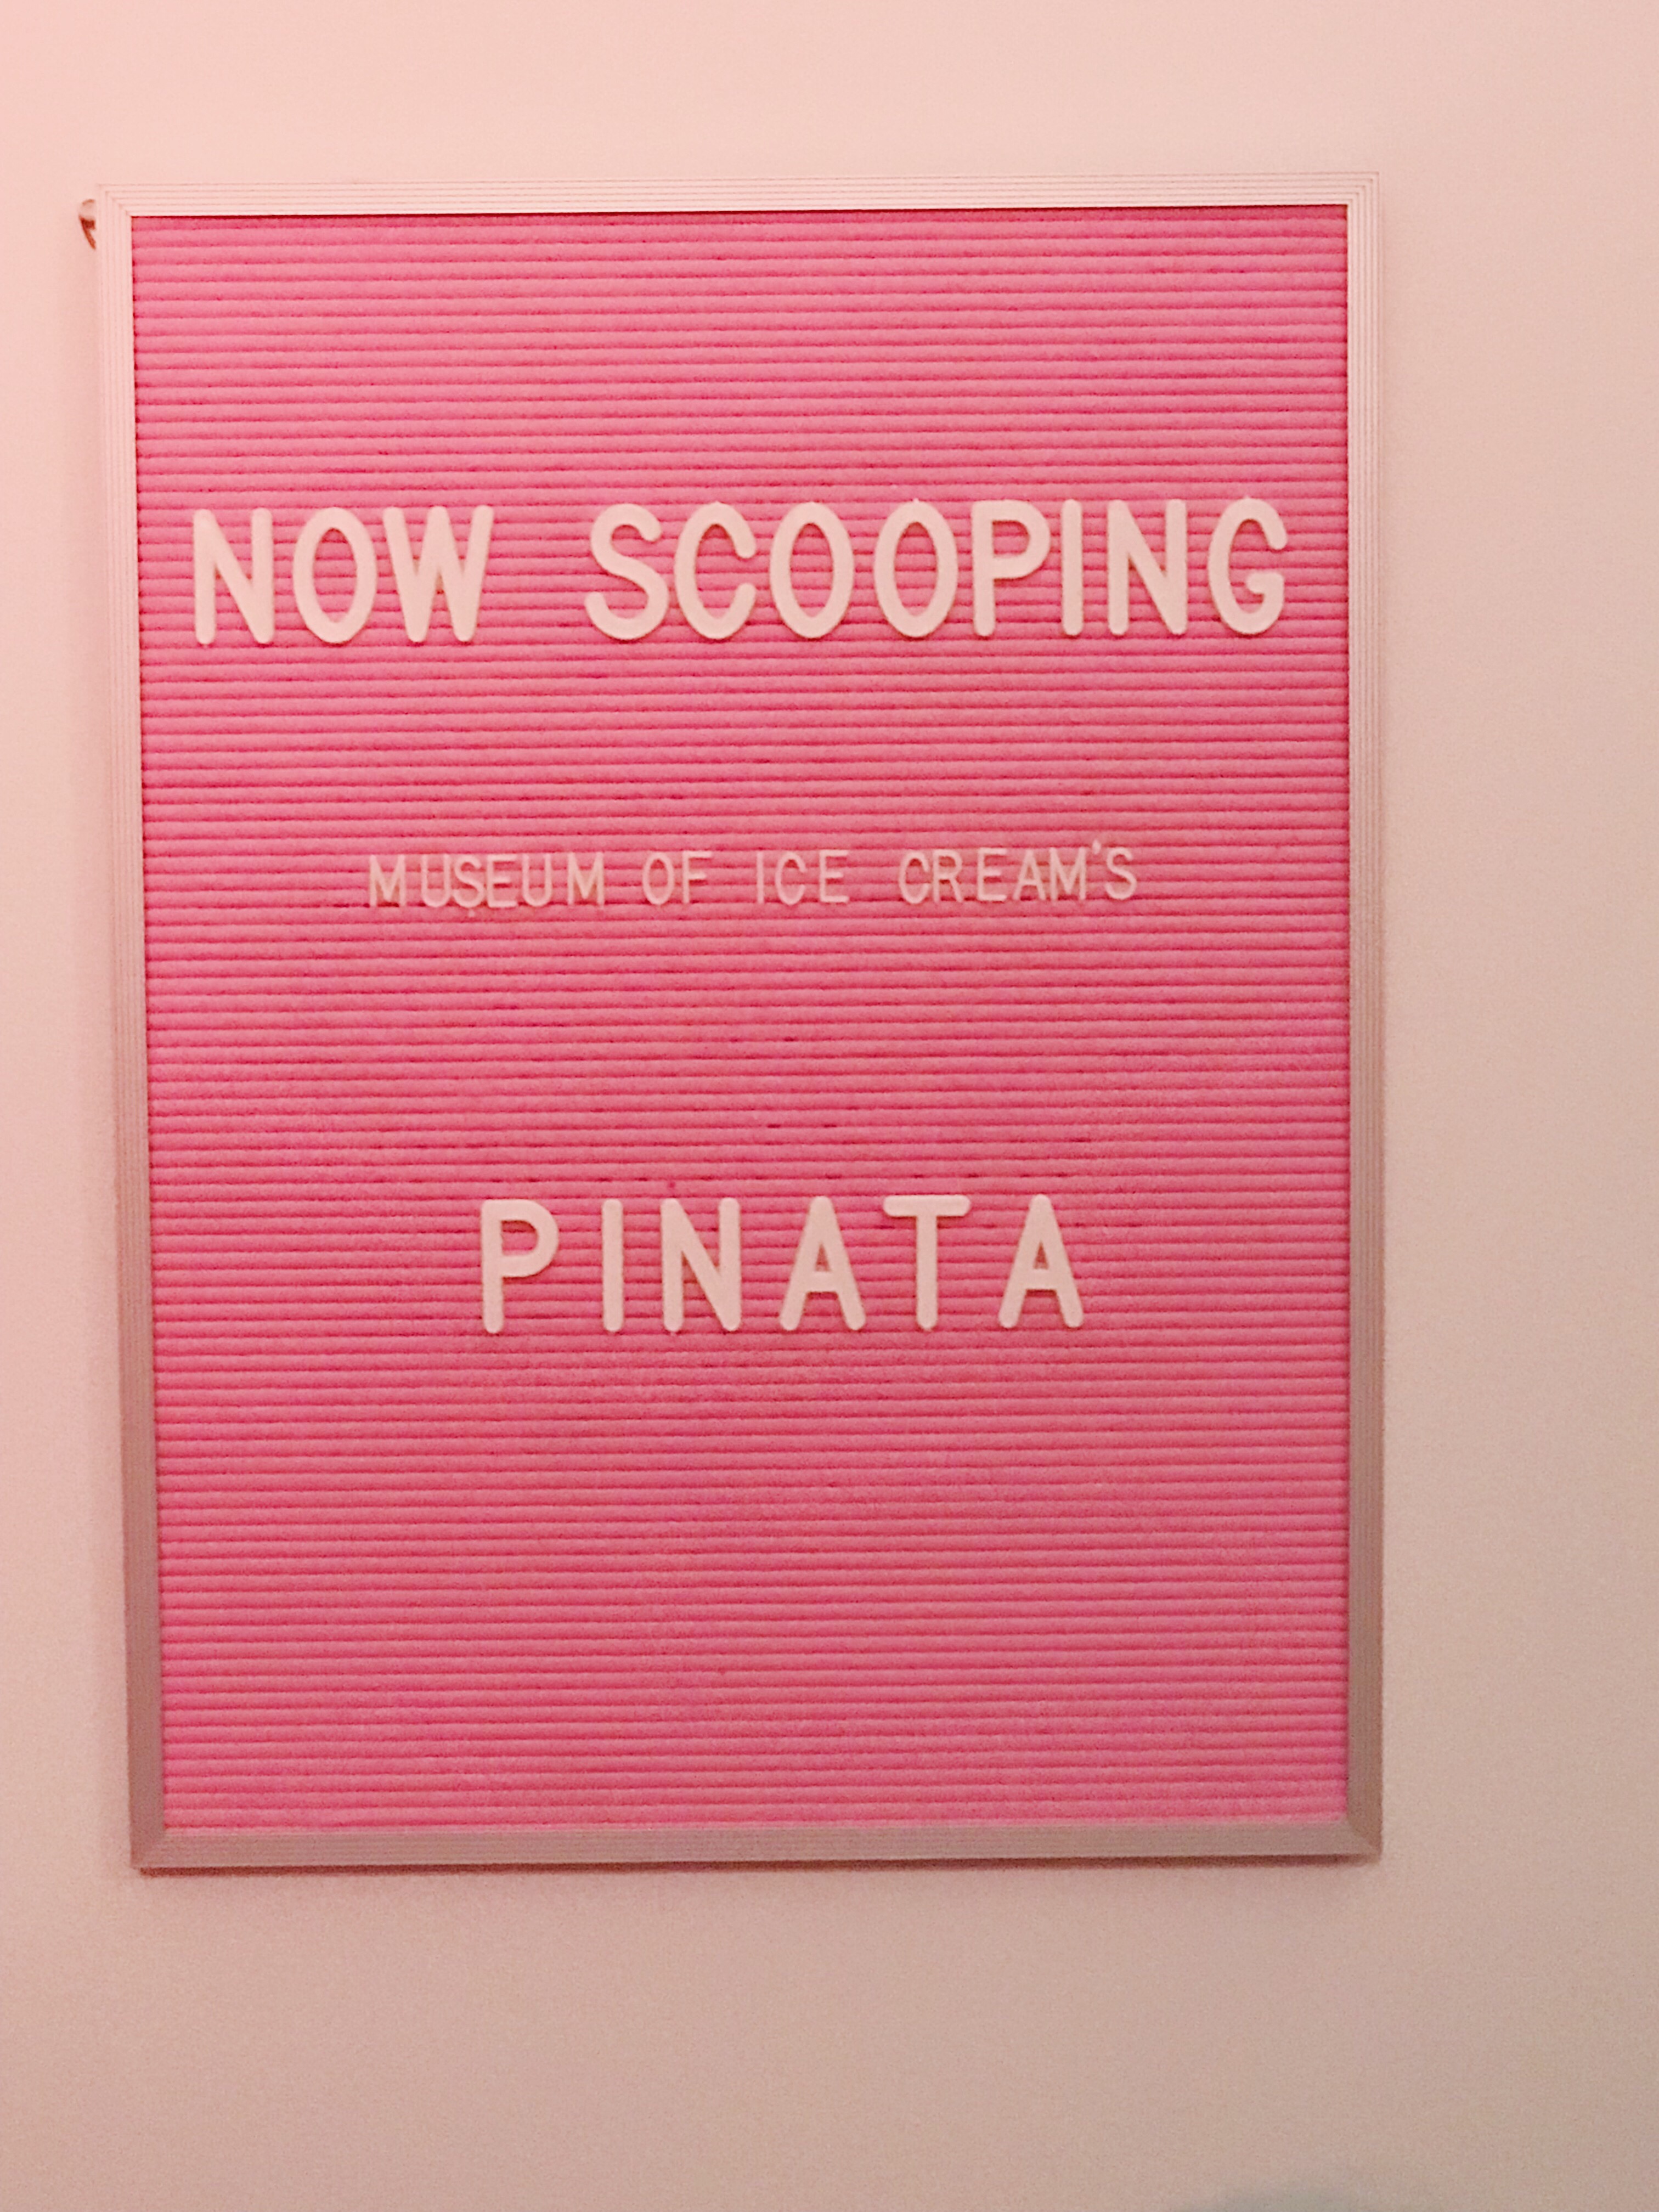 NOW SCOOPING
MUSEUM OF ICE CREAM'S
PINATA